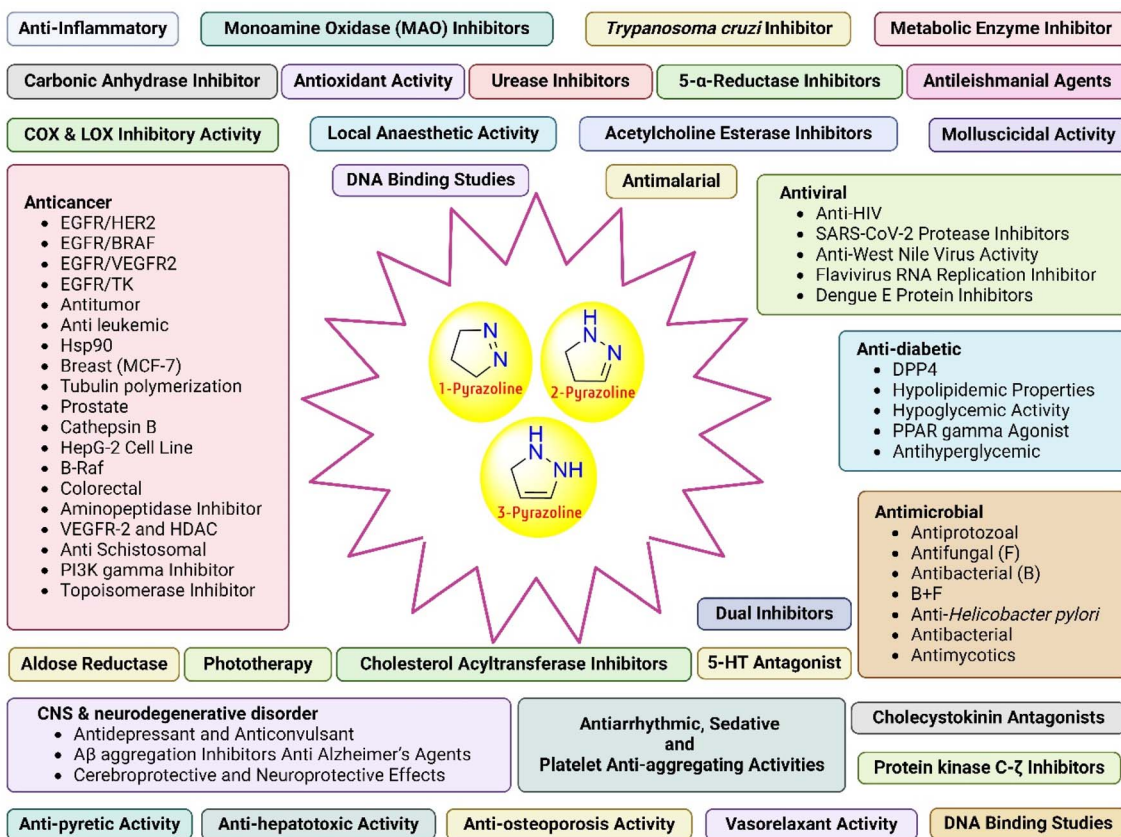 Anti-Inflammatory
Monoamine Oxidase (MAO) Inhibitors
Trypanosoma cruzi Inhibitor
Metabolic Enzyme Inhibitor
Carbonic Anhydrase Inhibitor
Antioxidant Activity
Urease Inhibitors
5-α-Reductase Inhibitors
Antileishmanial Agents
COX & LOX Inhibitory Activity
Local Anaesthetic Activity
Acetylcholine Esterase Inhibitors
Molluscicidal Activity
DNA Binding Studies
Antimalarial
Anticancer
• EGFR/HER2
• EGFR/BRAF
• EGFR/VEGFR2
• EGFR/TK
• Antitumor
• Anti leukemic
• Hsp90
• Breast (MCF-7)
• Tubulin polymerization
• Prostate
• Cathepsin B
• HepG-2 Cell Line
• B-Raf
• Colorectal
• Aminopeptidase Inhibitor
• VEGFR-2 and HDAC
• Anti Schistosomal
• PI3K gamma Inhibitor
• Topoisomerase Inhibitor
N
N
1-Pyrazoline
H
N
N
2-Pyrazoline
H
N
NH
3-Pyrazoline
Antiviral
• Anti-HIV
• SARS-CoV-2 Protease Inhibitors
• Anti-West Nile Virus Activity
• Flavivirus RNA Replication Inhibitor
• Dengue E Protein Inhibitors
Anti-diabetic
• DPP4
• Hypolipidemic Properties
• Hypoglycemic Activity
• PPAR gamma Agonist
• Antihyperglycemic
Antimicrobial
• Antiprotozoal
• Antifungal (F)
• Antibacterial (B)
• B+F
• Anti-Helicobacter pylori
• Antibacterial
• Antimycotics
Dual Inhibitors
Aldose Reductase
Phototherapy
Cholesterol Acyltransferase Inhibitors
5-HT Antagonist
CNS & neurodegenerative disorder
• Antidepressant and Anticonvulsant
• Aβ aggregation Inhibitors Anti Alzheimer's Agents
• Cerebroprotective and Neuroprotective Effects
Antiarrhythmic, Sedative
and
Platelet Anti-aggregating Activities
Cholecystokinin Antagonists
Protein kinase C-ζ Inhibitors
Anti-pyretic Activity
Anti-hepatotoxic Activity
Anti-osteoporosis Activity
Vasorelaxant Activity
DNA Binding Studies